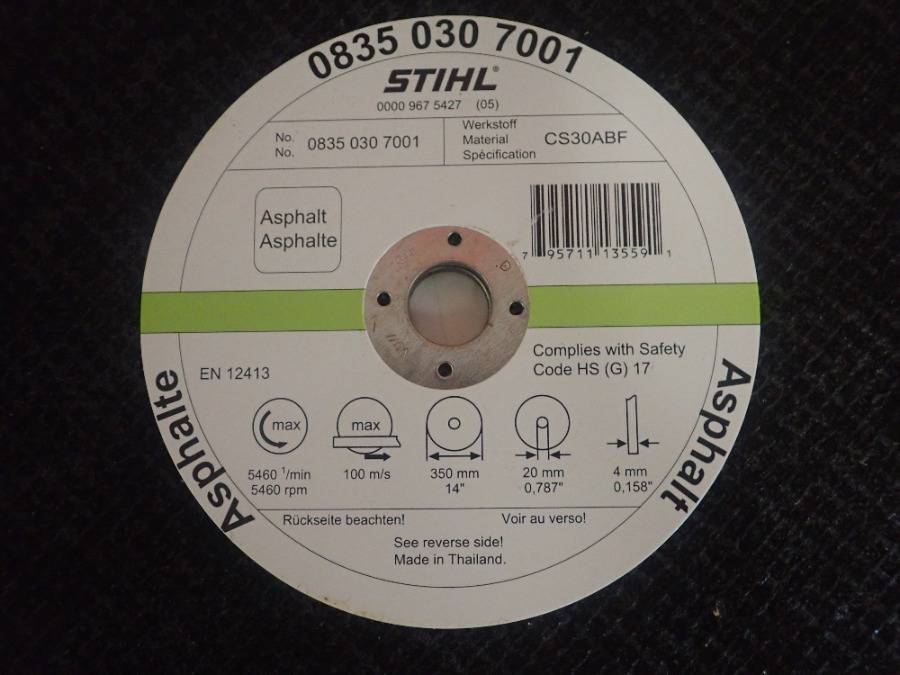 0835 030 7001
STIHL®
0000 967 5427 (05)
No.
No.
0835 030 7001
Werkstoff
Material
Spécification
CS30ABF
Asphalt
Asphalte
7 95711 13559 1
EN 12413
Complies with Safety
Code HS (G) 17
max
5460 1/min
5460 rpm
max
100 m/s
350 mm
14"
20 mm
0,787"
4 mm
0,158"
Asphalte
Asphalt
Rückseite beachten!
Voir au verso!
See reverse side!
Made in Thailand.